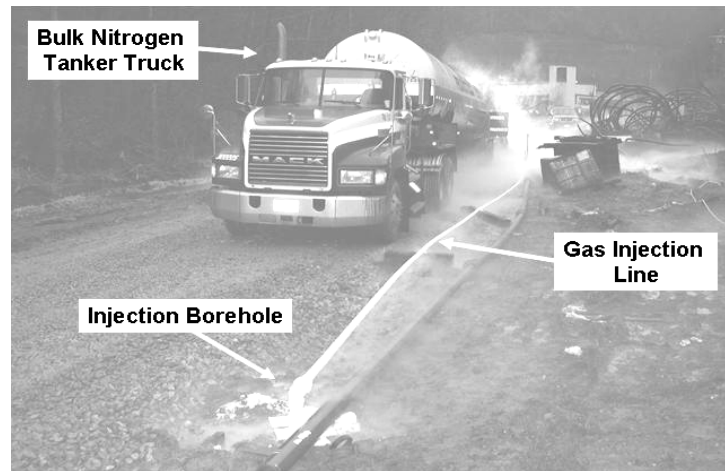 Bulk Nitrogen
Tanker Truck
MACK
Gas Injection
Line
Injection Borehole